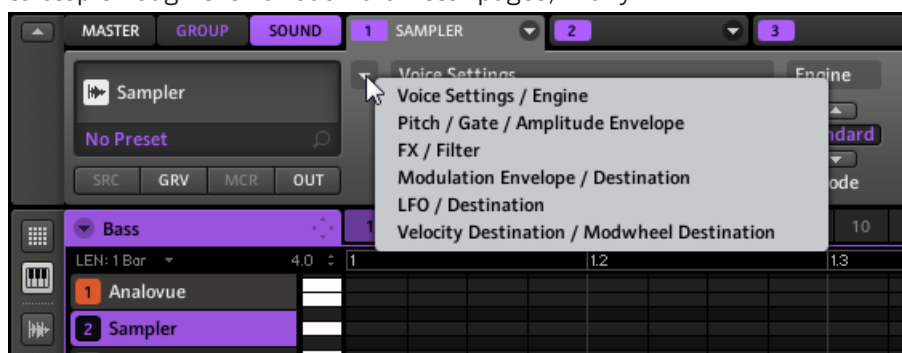 MASTER GROUP SOUND 1 SAMPLER 2 3
Voice Settings Engine
Sampler
Voice Settings / Engine
Pitch / Gate / Amplitude Envelope
No Preset
FX / Filter
Modulation Envelope / Destination
SRC GRV MCR OUT
LFO / Destination
Velocity Destination / Modwheel Destination
Bass 1 10
LEN: 1 Bar 4.0 1 1.2 1.3
1 Analovue
2 Sampler